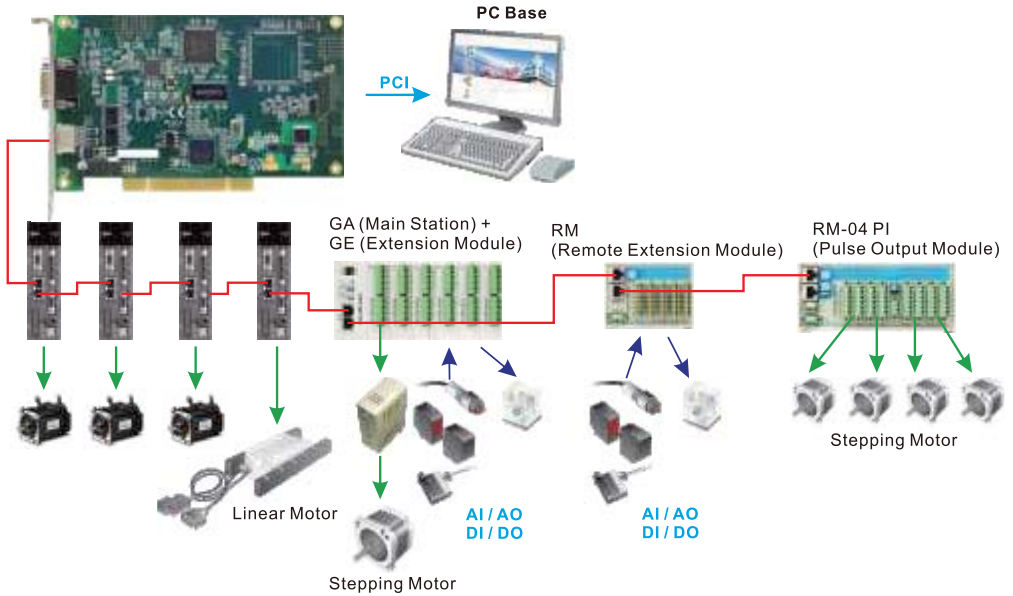 PC Base
PCI
GA (Main Station) +
GE (Extension Module)
RM
(Remote Extension Module)
RM-04 PI
(Pulse Output Module)
Stepping Motor
Linear Motor
AI / AO
DI / DO
AI / AO
DI / DO
Stepping Motor